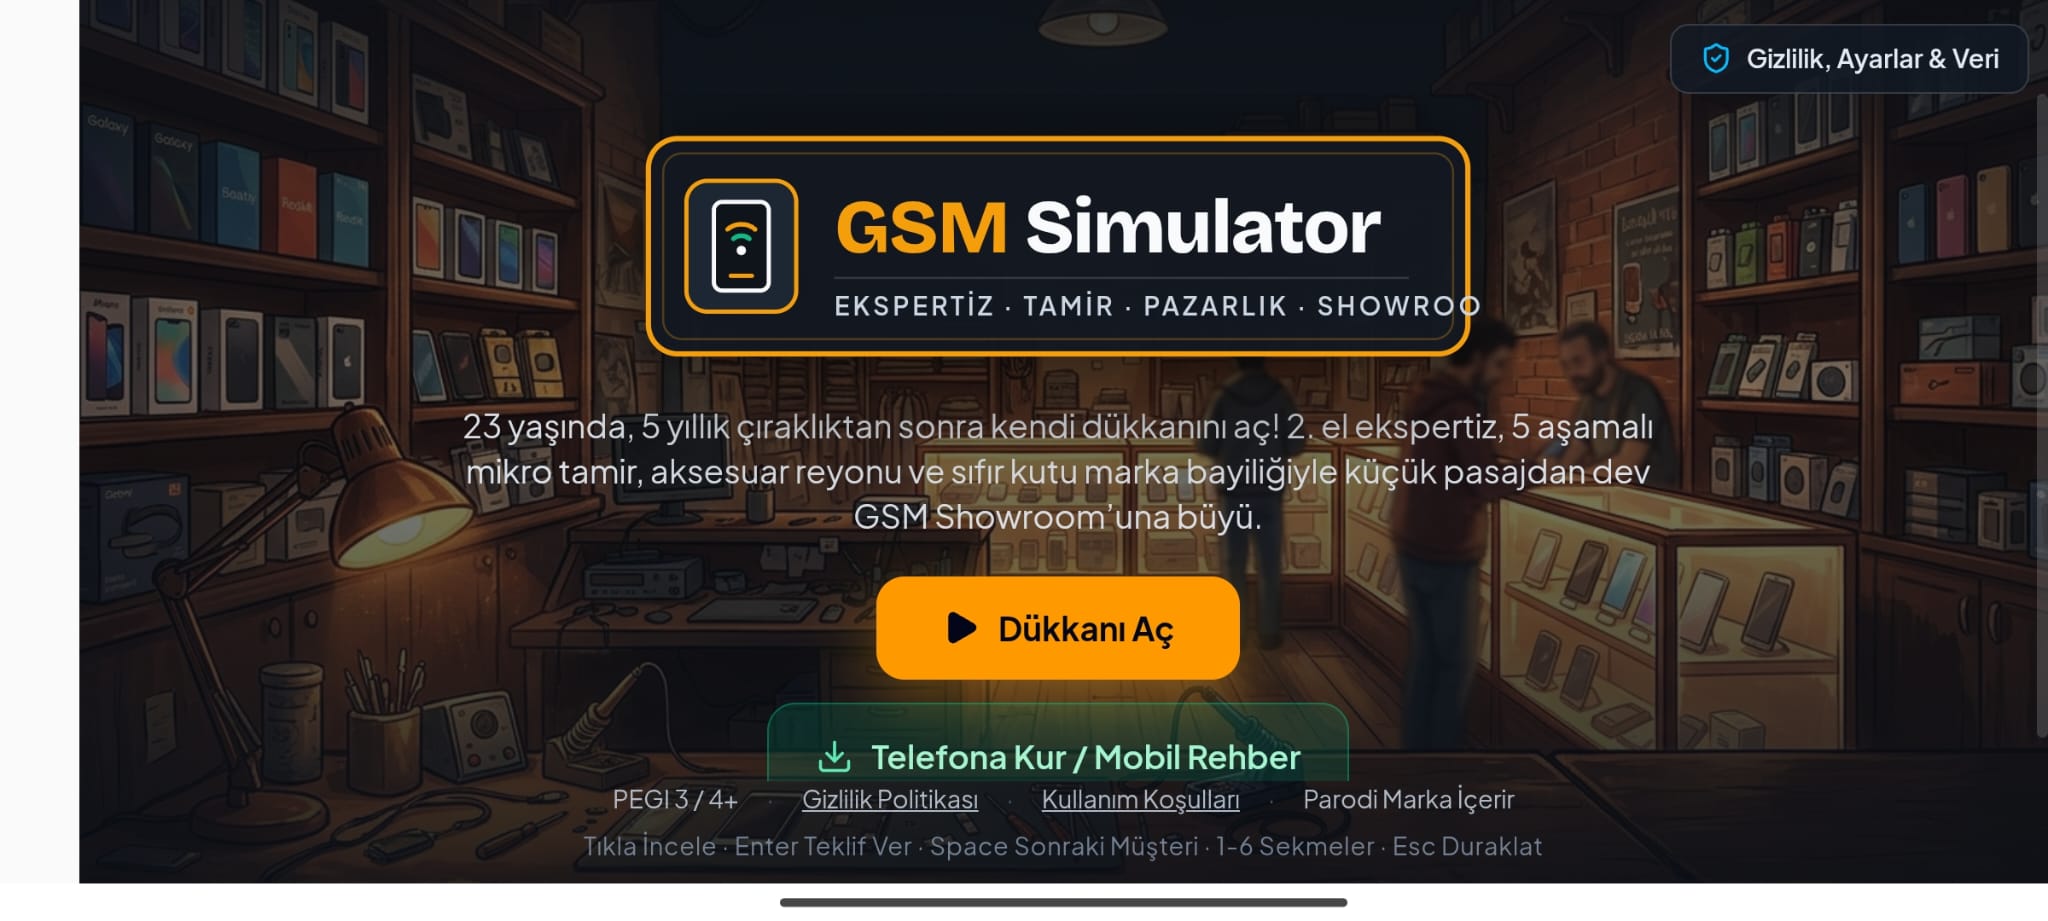 Gizlilik, Ayarlar & Veri
Galaxy
Galaxy
GSM Simulator
EKSPERTİZ · TAMİR · PAZARLIK · SHOWROO
23 yaşında, 5 yıllık çıraklıktan sonra kendi dükkanını aç! 2. el ekspertiz, 5 aşamalı
mikro tamir, aksesuar reyonu ve sıfır kutu marka bayiliğiyle küçük pasajdan dev
GSM Showroom’una büyü.
Dükkanı Aç
Telefona Kur / Mobil Rehber
PEGI 3 / 4+ · Gizlilik Politikası · Kullanım Koşulları · Parodi Marka İçerir
Tıkla İncele · Enter Teklif Ver · Space Sonraki Müşteri · 1-6 Sekmeler · Esc Duraklat